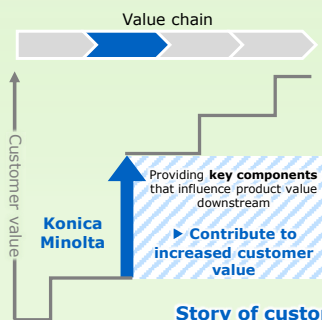 Value chain
Customer value
Providing key components
that influence product value
downstream
Konica
Minolta
▶ Contribute to
increased customer
value
Story of custo